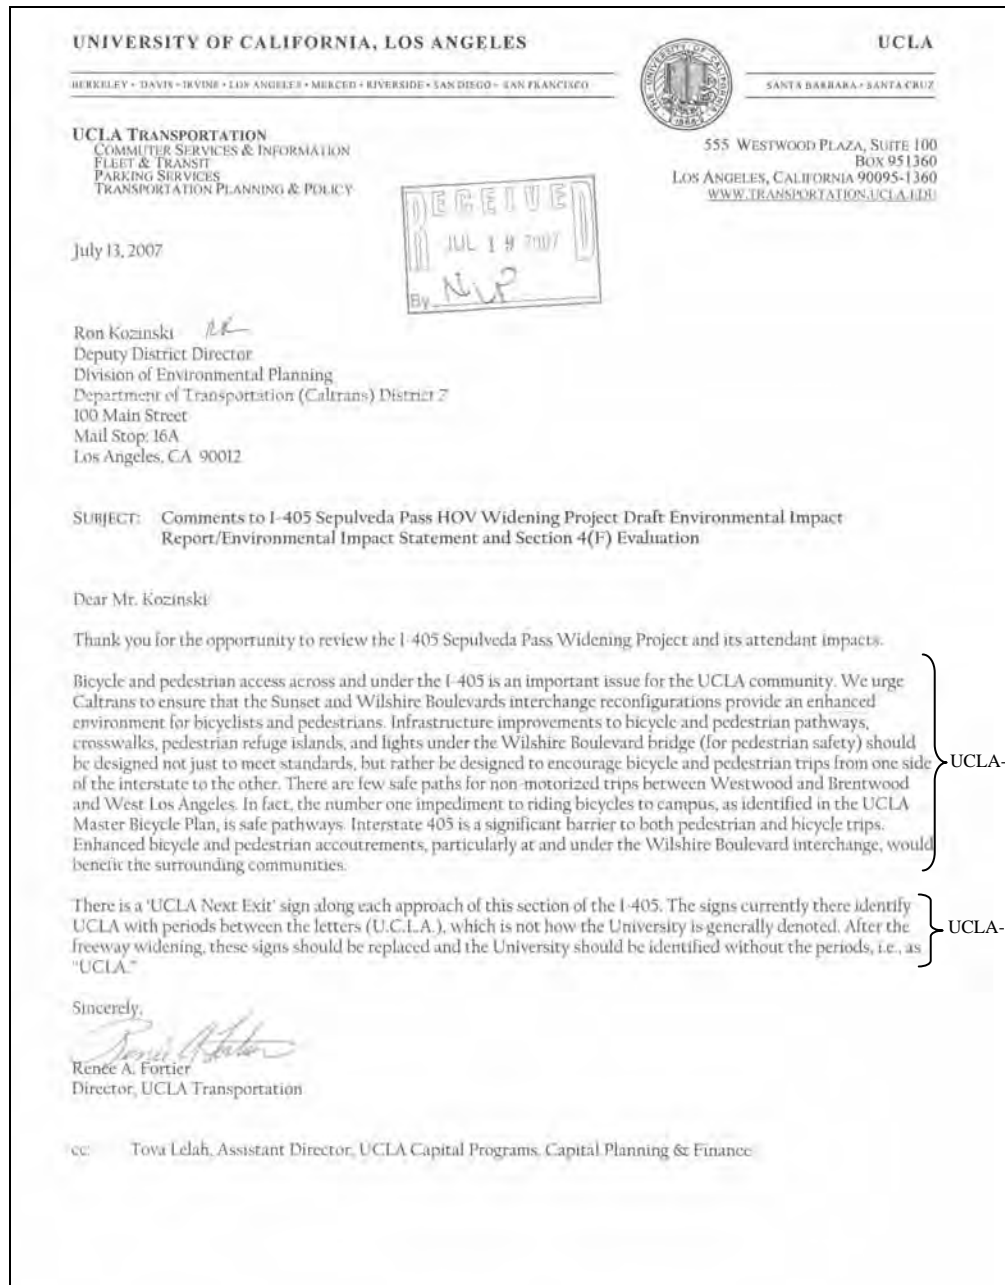 UNIVERSITY OF CALIFORNIA, LOS ANGELES
UCLA
BERKELEY • DAVIS • IRVINE • LOS ANGELES • MERCED • RIVERSIDE • SAN DIEGO • SAN FRANCISCO
SANTA BARBARA • SANTA CRUZ
UCLA TRANSPORTATION
COMMUTER SERVICES & INFORMATION
FLEET & TRANSIT
PARKING SERVICES
TRANSPORTATION PLANNING & POLICY
555 WESTWOOD PLAZA, SUITE 100
BOX 951360
LOS ANGELES, CALIFORNIA 90095-1360
WWW.TRANSPORTATION.UCLA.EDU
RECEIVED
JUL 19 2007
By
July 13, 2007
Ron Kozinski
Deputy District Director
Division of Environmental Planning
Department of Transportation (Caltrans) District 7
100 Main Street
Mail Stop: 16A
Los Angeles, CA 90012
SUBJECT: Comments to I-405 Sepulveda Pass HOV Widening Project Draft Environmental Impact
Report/Environmental Impact Statement and Section 4(F) Evaluation
Dear Mr. Kozinski:
Thank you for the opportunity to review the I-405 Sepulveda Pass Widening Project and its attendant impacts.
Bicycle and pedestrian access across and under the I-405 is an important issue for the UCLA community. We urge
Caltrans to ensure that the Sunset and Wilshire Boulevards interchange reconfigurations provide an enhanced
environment for bicyclists and pedestrians. Infrastructure improvements to bicycle and pedestrian pathways,
crosswalks, pedestrian refuge islands, and lights under the Wilshire Boulevard bridge (for pedestrian safety) should
be designed not just to meet standards, but rather be designed to encourage bicycle and pedestrian trips from one side
of the interstate to the other. There are few safe paths for non-motorized trips between Westwood and Brentwood
and West Los Angeles. In fact, the number one impediment to riding bicycles to campus, as identified in the UCLA
Master Bicycle Plan, is safe pathways. Interstate 405 is a significant barrier to both pedestrian and bicycle trips.
Enhanced bicycle and pedestrian accoutrements, particularly at and under the Wilshire Boulevard interchange, would
benefit the surrounding communities.
UCLA-
There is a 'UCLA Next Exit' sign along each approach of this section of the I-405. The signs currently there identify
UCLA with periods between the letters (U.C.L.A.), which is not how the University is generally denoted. After the
freeway widening, these signs should be replaced and the University should be identified without the periods, i.e., as
"UCLA."
UCLA-
Sincerely,
Renée A. Fortier
Director, UCLA Transportation
cc: Tova Lelah, Assistant Director, UCLA Capital Programs, Capital Planning & Finance